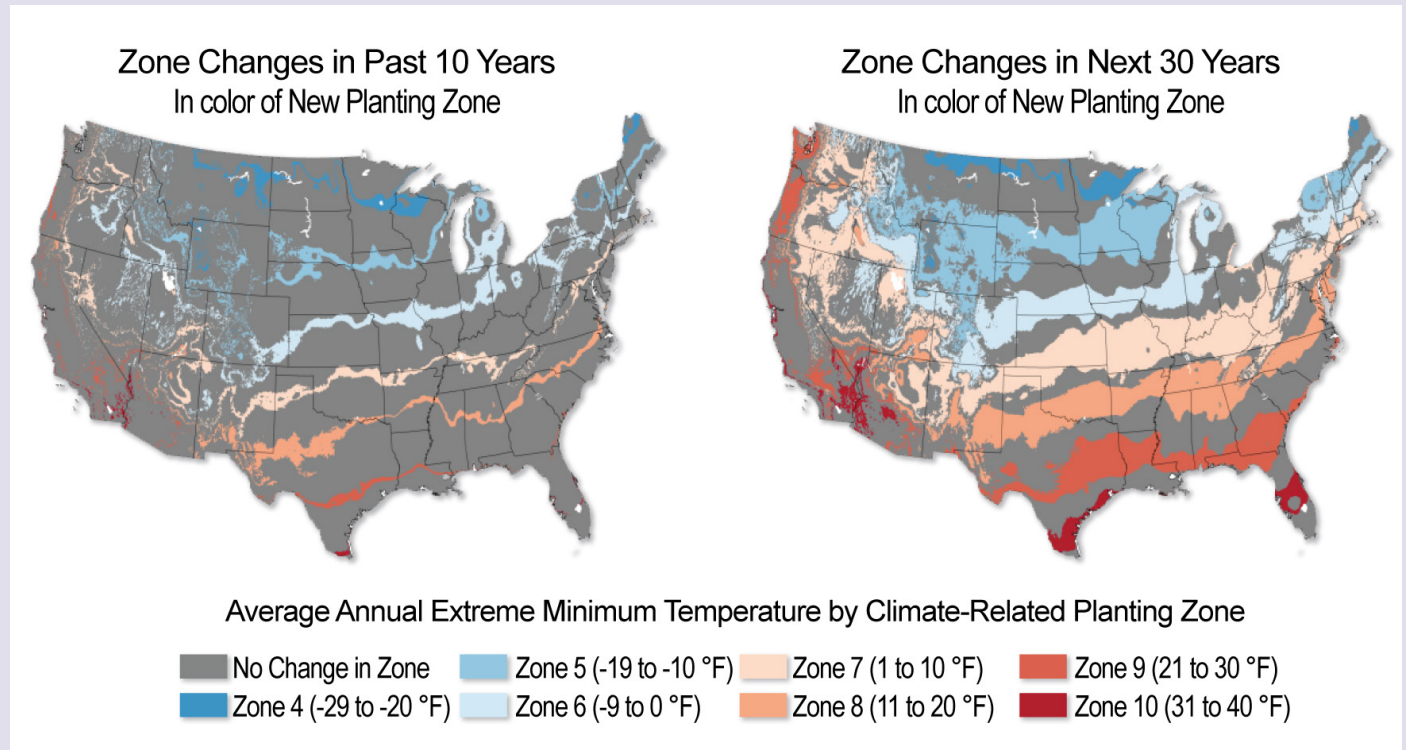 Zone Changes in Past 10 Years
In color of New Planting Zone
Zone Changes in Next 30 Years
In color of New Planting Zone
Average Annual Extreme Minimum Temperature by Climate-Related Planting Zone
No Change in Zone
Zone 4 (-29 to -20 °F)
Zone 5 (-19 to -10 °F)
Zone 6 (-9 to 0 °F)
Zone 7 (1 to 10 °F)
Zone 8 (11 to 20 °F)
Zone 9 (21 to 30 °F)
Zone 10 (31 to 40 °F)